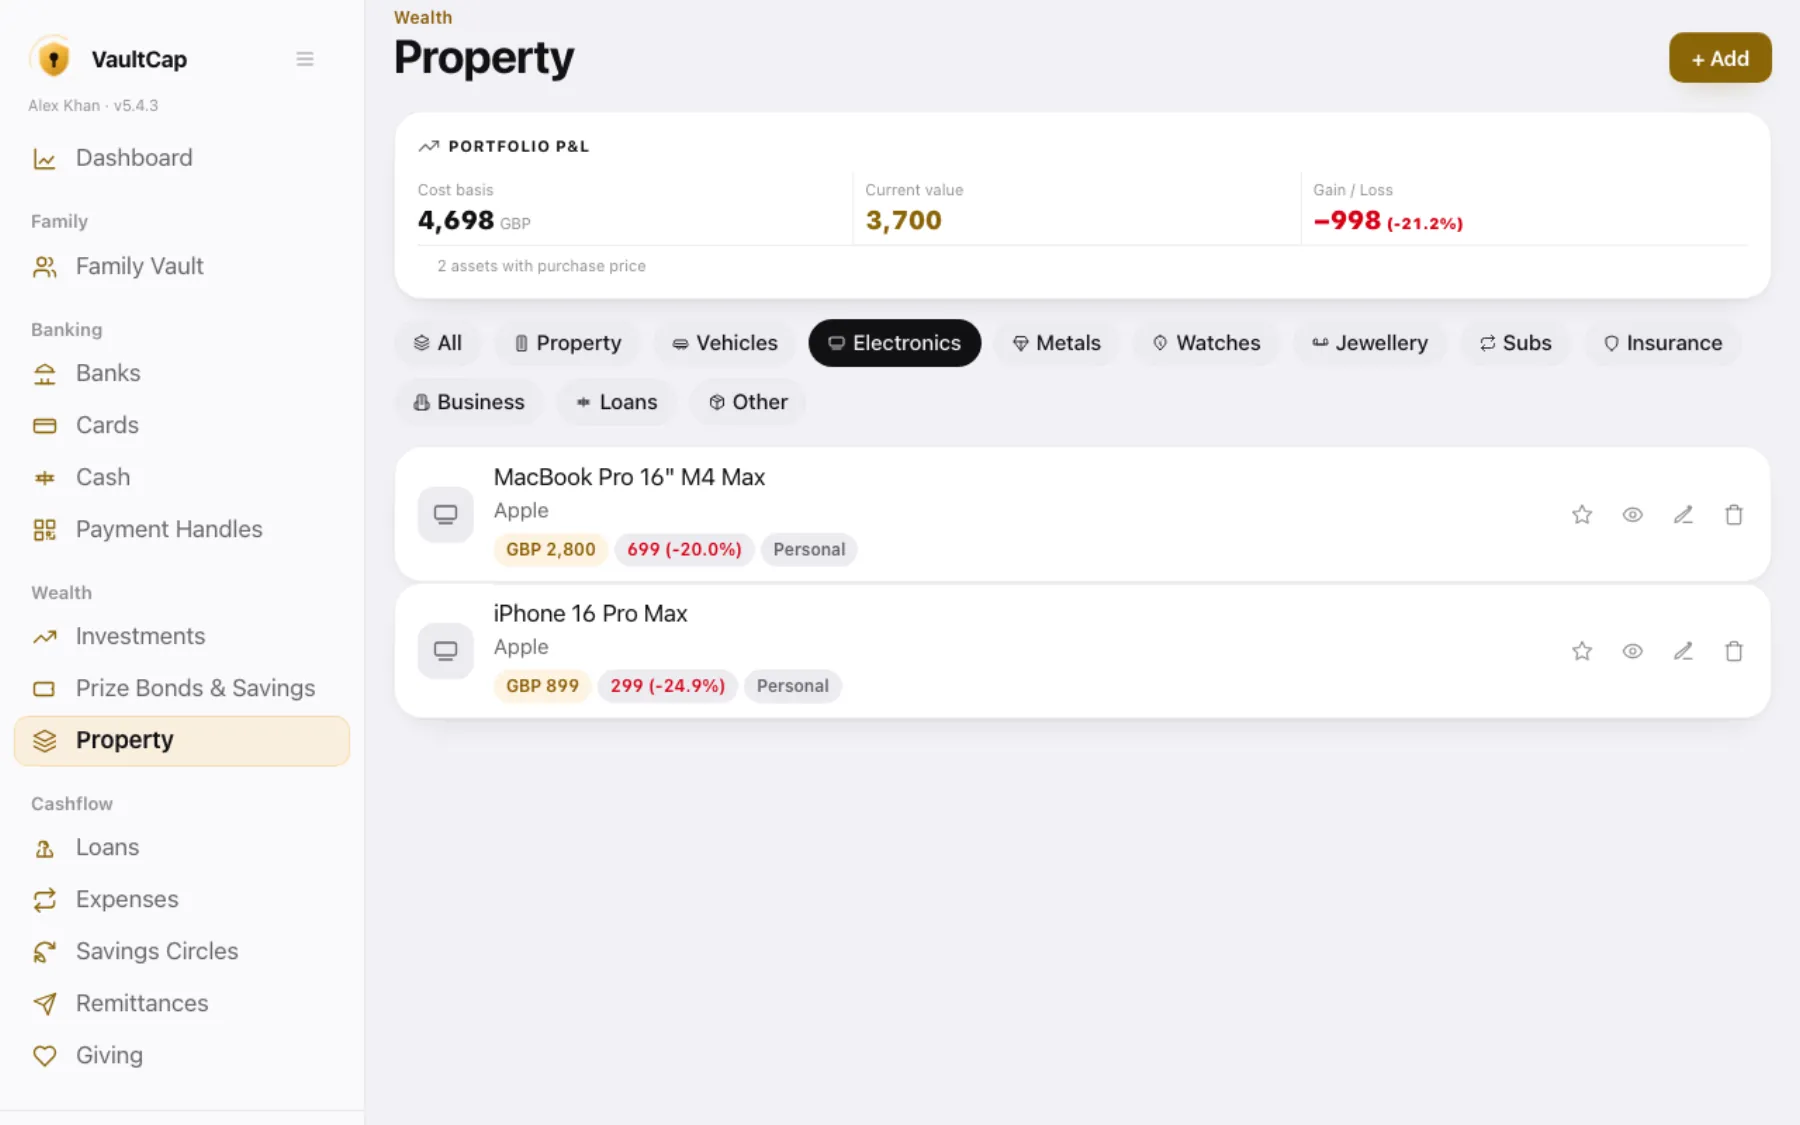 VaultCap
Alex Khan · v5.4.3
Dashboard
Family
Family Vault
Banking
Banks
Cards
Cash
Payment Handles
Wealth
Investments
Prize Bonds & Savings
Property
Cashflow
Loans
Expenses
Savings Circles
Remittances
Giving
Wealth
Property
+ Add
PORTFOLIO P&L
Cost basis
4,698 GBP
Current value
3,700
Gain / Loss
−998 (-21.2%)
2 assets with purchase price
All Property Vehicles Electronics Metals Watches Jewellery Subs Insurance
Business Loans Other
MacBook Pro 16" M4 Max
Apple
GBP 2,800 699 (-20.0%) Personal
iPhone 16 Pro Max
Apple
GBP 899 299 (-24.9%) Personal